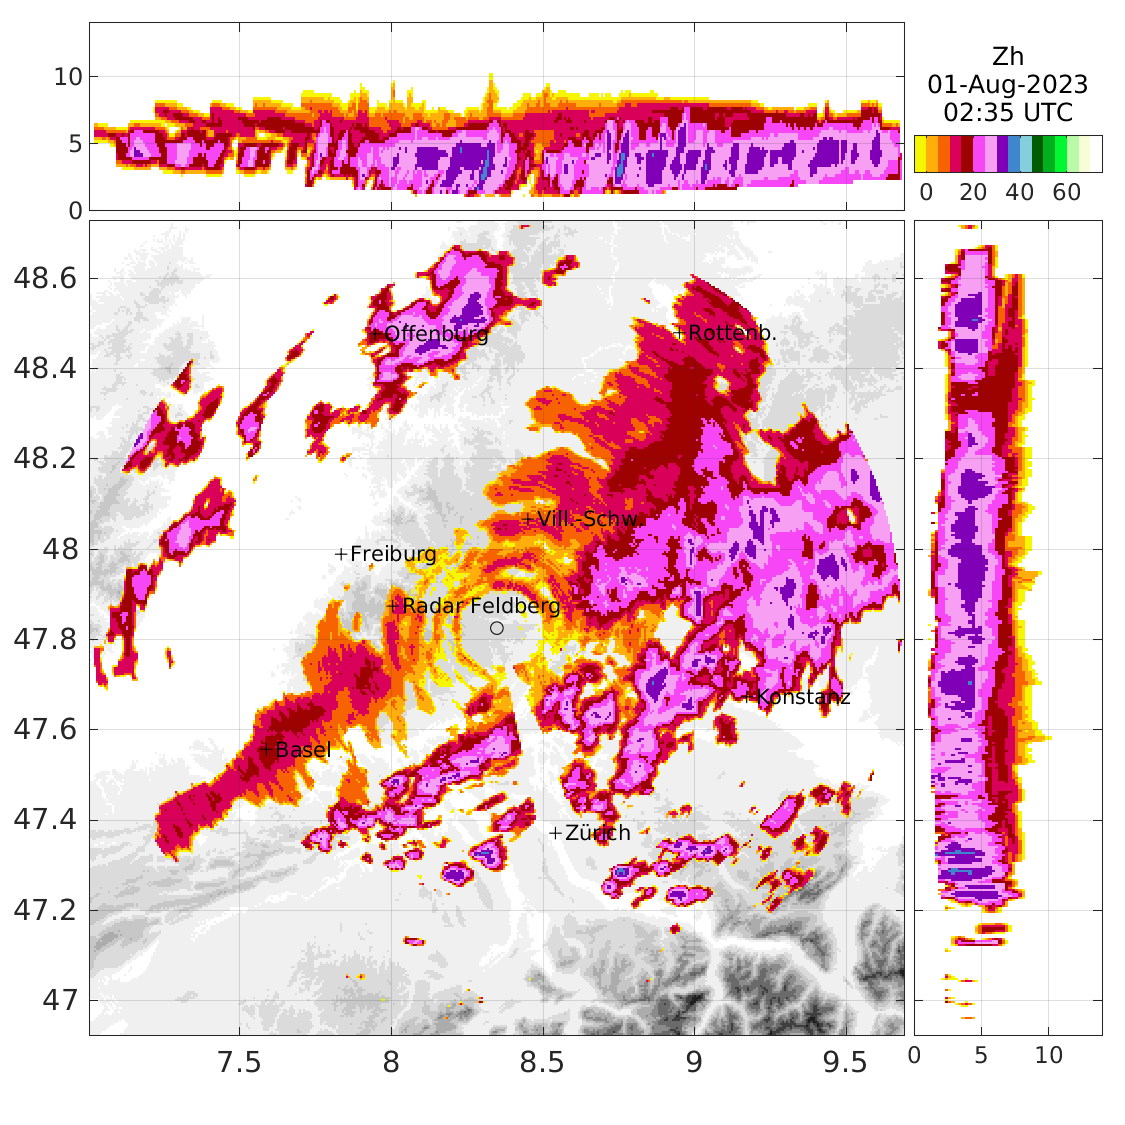 Zh
01-Aug-2023
02:35 UTC
0 20 40 60
10
5
0
48.6
48.4
48.2
48
47.8
47.6
47.4
47.2
47
+Offenburg
+Rottenb.
+Vill.-Schw.
+Freiburg
+Radar Feldberg
+Konstanz
+Basel
+Zürich
7.5 8 8.5 9 9.5
0 5 10